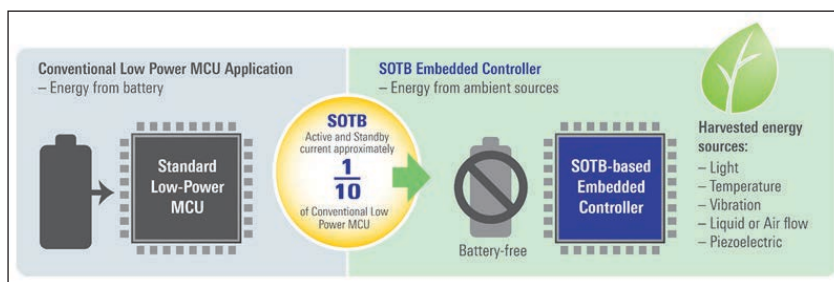 Conventional Low Power MCU Application
– Energy from battery
Standard
Low-Power
MCU
SOTB
Active and Standby
current approximately
1
10
of Conventional Low
Power MCU
SOTB Embedded Controller
– Energy from ambient sources
Battery-free
SOTB-based
Embedded
Controller
Harvested energy
sources:
– Light
– Temperature
– Vibration
– Liquid or Air flow
– Piezoelectric